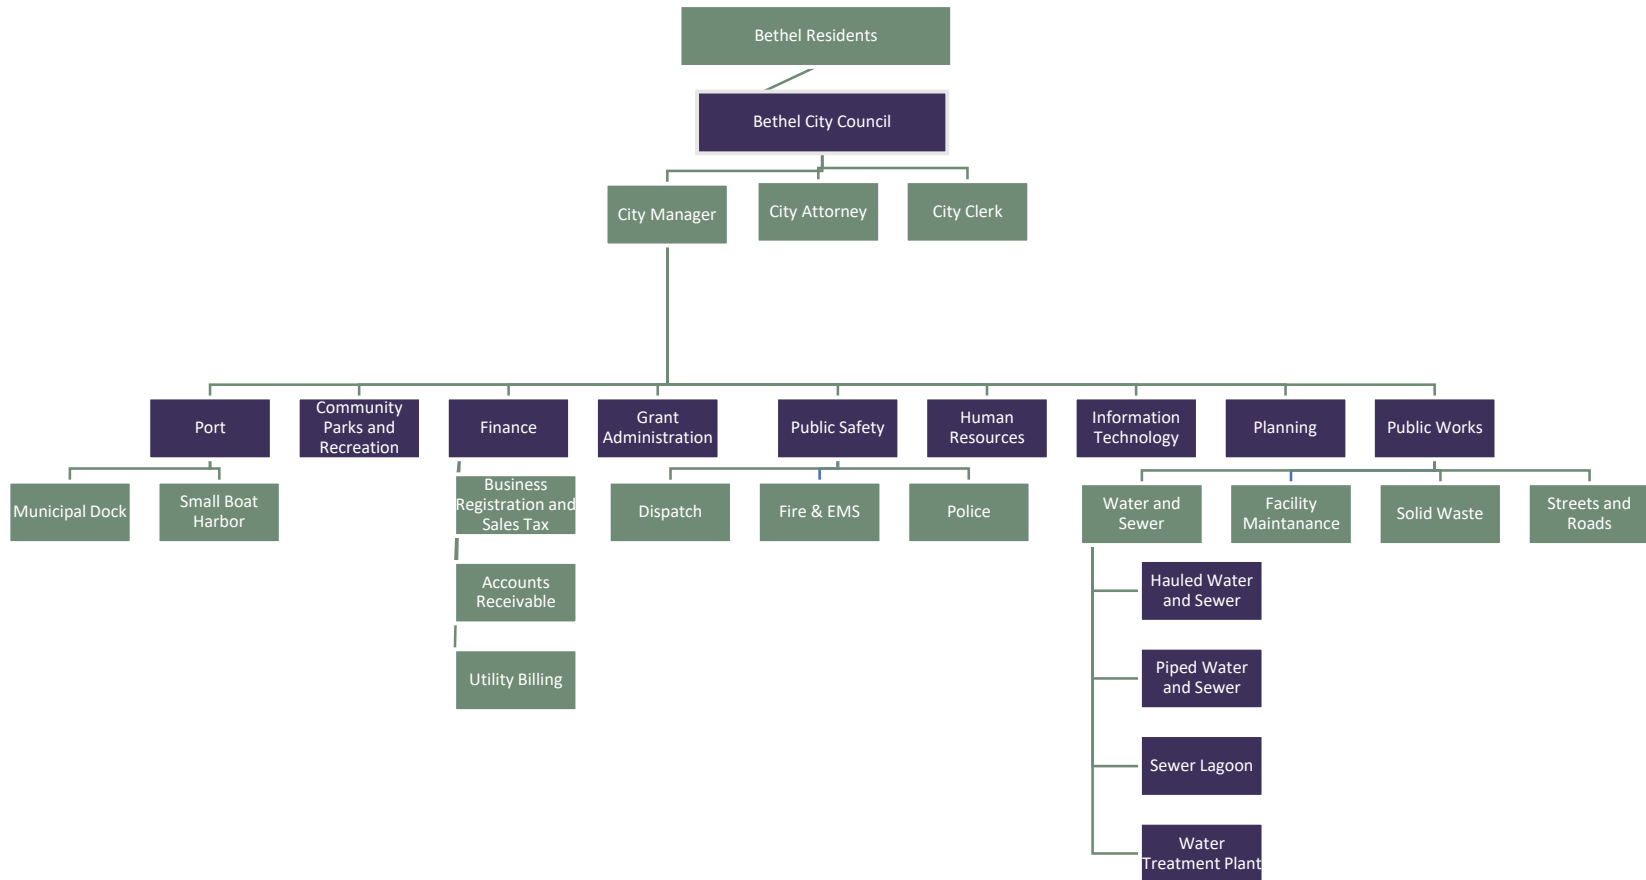 Bethel Residents
Bethel City Council
City Manager
City Attorney
City Clerk
Port
Community
Parks and
Recreation
Finance
Grant
Administration
Public Safety
Human
Resources
Information
Technology
Planning
Public Works
Municipal Dock
Small Boat
Harbor
Business
Registration and
Sales Tax
Dispatch
Fire & EMS
Police
Water and
Sewer
Facility
Maintanance
Solid Waste
Streets and
Roads
Accounts
Receivable
Utility Billing
Hauled Water
and Sewer
Piped Water
and Sewer
Sewer Lagoon
Water
Treatment Plant